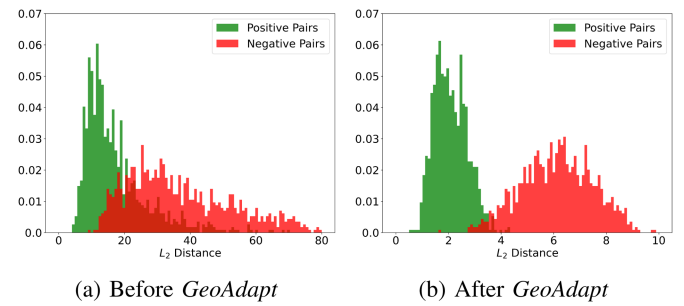 0.07
0.06
0.05
0.04
0.03
0.02
0.01
0.0
0 20 40 60 80
L₂ Distance
Positive Pairs
Negative Pairs
(a) Before GeoAdapt
0.07
0.06
0.05
0.04
0.03
0.02
0.01
0.0
0 2 4 6 8 10
L₂ Distance
Positive Pairs
Negative Pairs
(b) After GeoAdapt